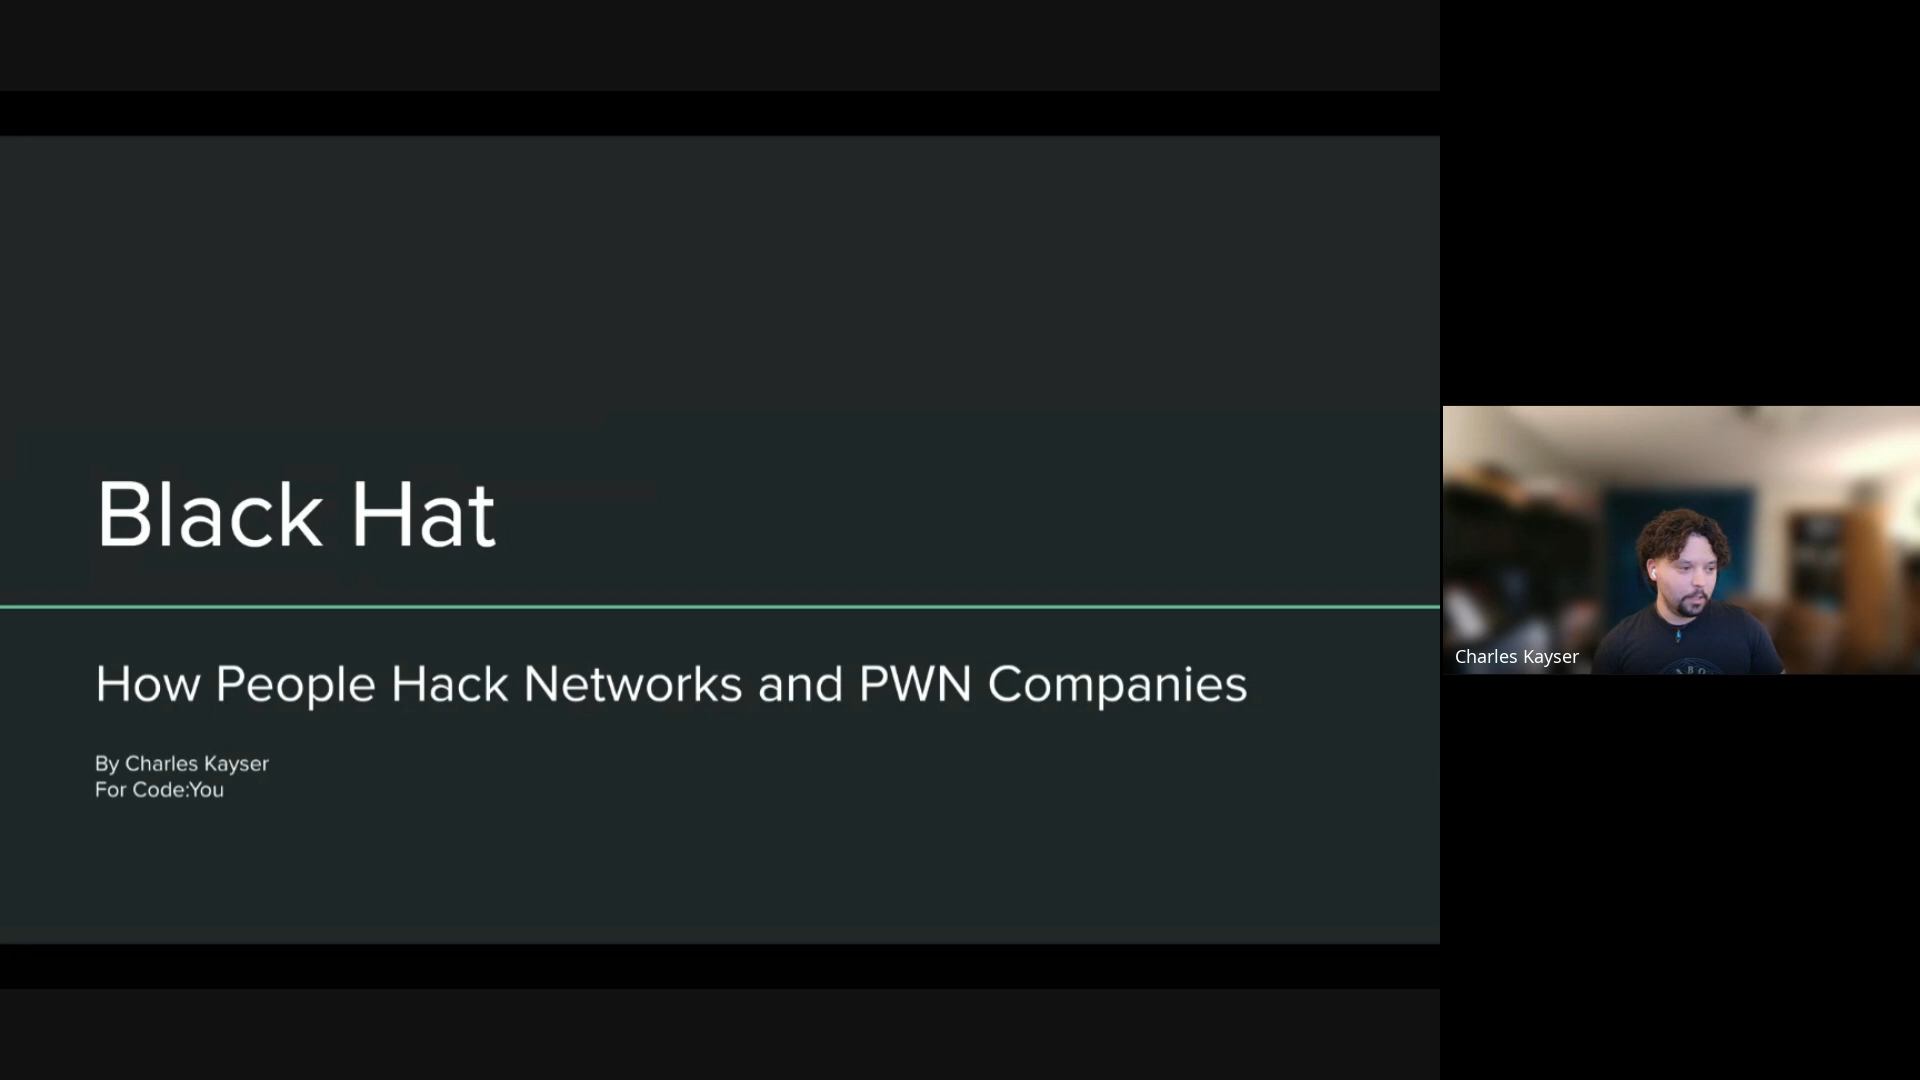 Black Hat
How People Hack Networks and PWN Companies
By Charles Kayser
For Code:You
Charles Kayser